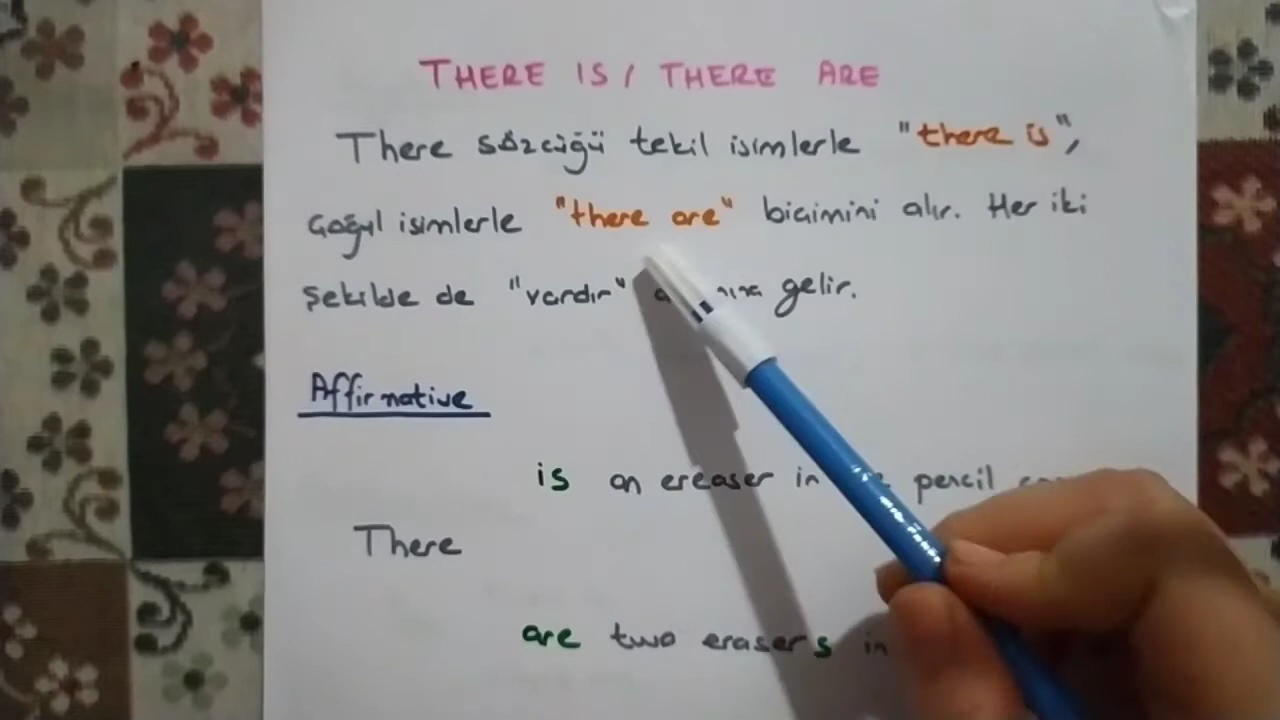 THERE IS / THERE ARE
There sözcüğü tekil isimlerle "there is",
çoğul isimlerle "there are" biçimini alır. Her iki
şekilde de "vardır" gelir.
Affirmative
is an ereaser in pencil
There
are two erasers in